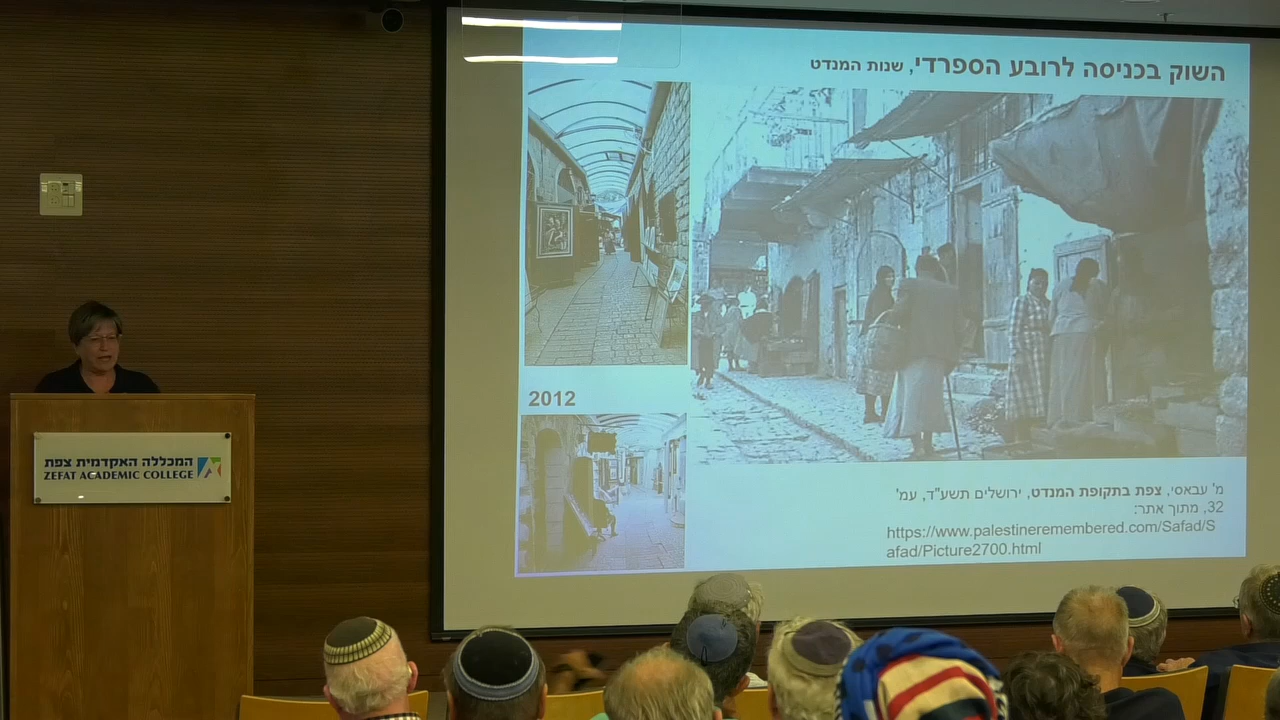 השוק בכניסה לרובע הספרדי, שנות המנדט
2012
מ' עבאסי, צפת בתקופת המנדט, ירושלים תשע"ד, עמ'
32, מתוך אתר:
https://www.palestineremembered.com/Safad/S
afad/Picture2700.html
המכללה האקדמית צפת
ZEFAT ACADEMIC COLLEGE